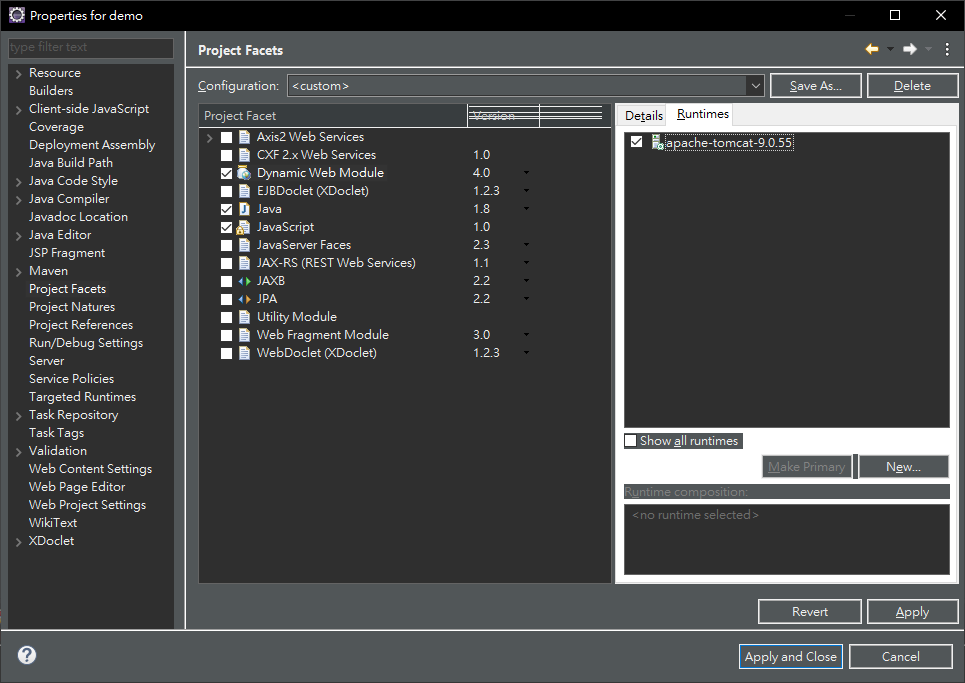 Properties for demo
type filter text
Resource
Builders
Client-side JavaScript
Coverage
Deployment Assembly
Java Build Path
Java Code Style
Java Compiler
Javadoc Location
Java Editor
JSP Fragment
Maven
Project Facets
Project Natures
Project References
Run/Debug Settings
Server
Service Policies
Targeted Runtimes
Task Repository
Task Tags
Validation
Web Content Settings
Web Page Editor
Web Project Settings
WikiText
XDoclet
Project Facets
Configuration: <custom> Save As... Delete
Project Facet Version
Axis2 Web Services
CXF 2.x Web Services 1.0
Dynamic Web Module 4.0
EJBDoclet (XDoclet) 1.2.3
Java 1.8
JavaScript 1.0
JavaServer Faces 2.3
JAX-RS (REST Web Services) 1.1
JAXB 2.2
JPA 2.2
Utility Module
Web Fragment Module 3.0
WebDoclet (XDoclet) 1.2.3
Details Runtimes
apache-tomcat-9.0.55
Show all runtimes
Make Primary New...
Runtime composition:
<no runtime selected>
Revert Apply
Apply and Close Cancel